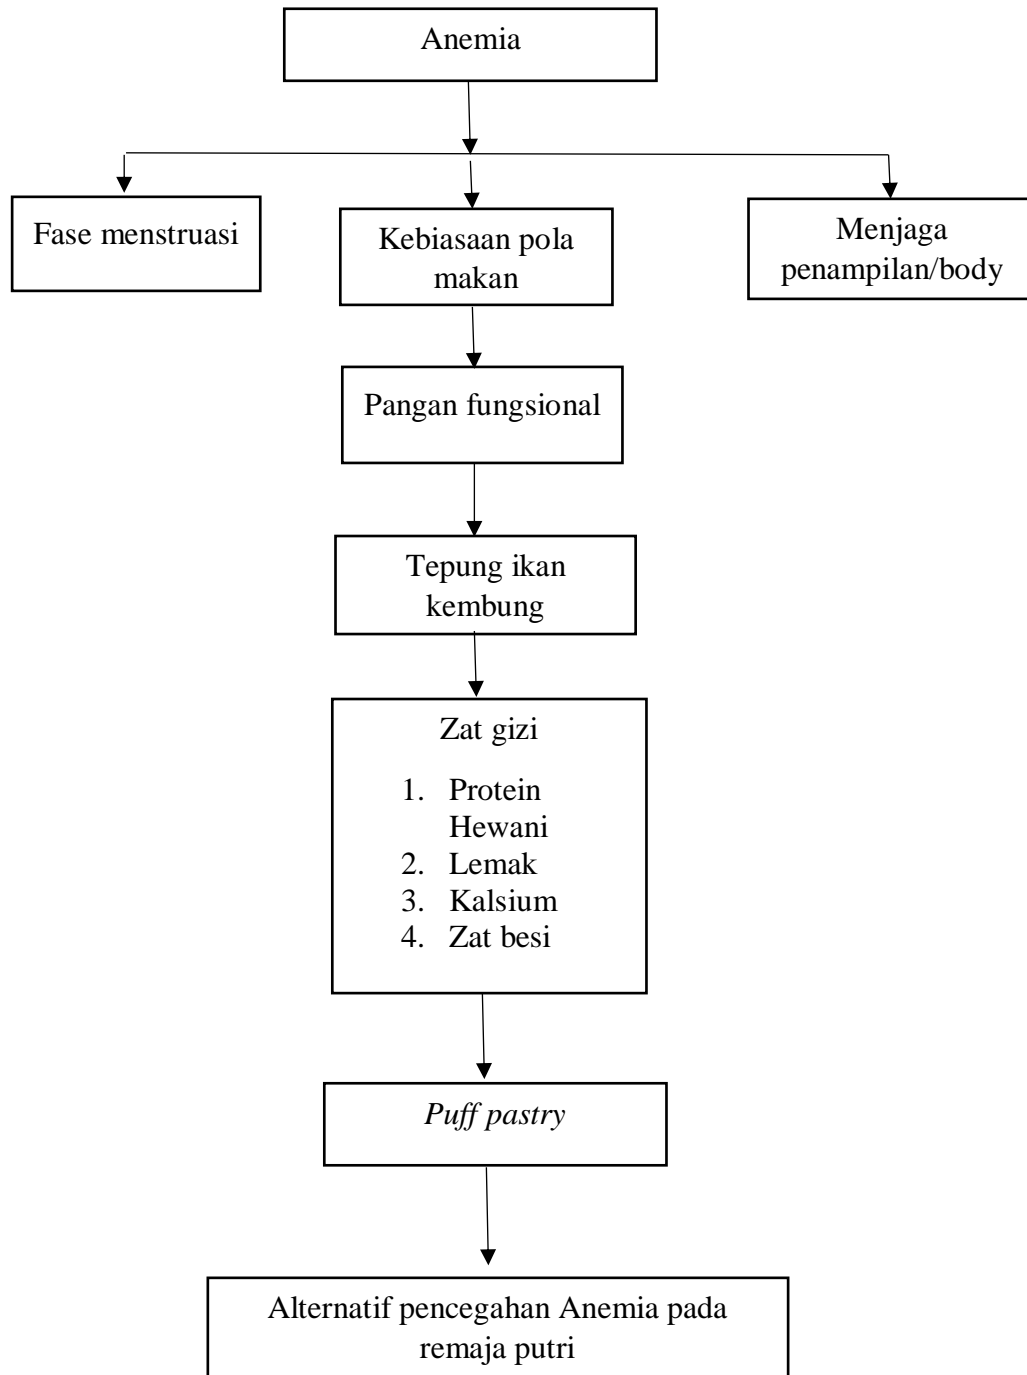 Anemia
Fase menstruasi
Kebiasaan pola
makan
Menjaga
penampilan/body
Pangan fungsional
Tepung ikan
kembung
Zat gizi
1. Protein
Hewani
2. Lemak
3. Kalsium
4. Zat besi
Puff pastry
Alternatif pencegahan Anemia pada
remaja putri